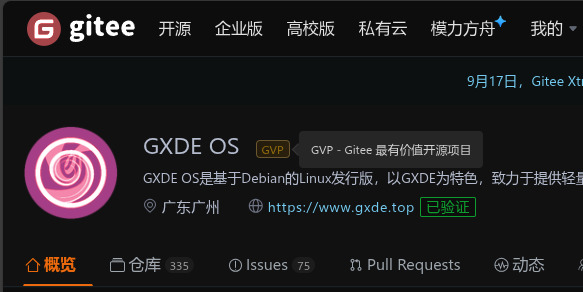 gitee 开源 企业版 高校版 私有云 模力方舟 我的
9月17日，Gitee Xtr
GXDE OS GVP GVP - Gitee 最有价值开源项目
GXDE OS是基于Debian的Linux发行版，以GXDE为特色，致力于提供轻量
广东广州 https://www.gxde.top 已验证
概览 仓库 335 Issues 75 Pull Requests 动态